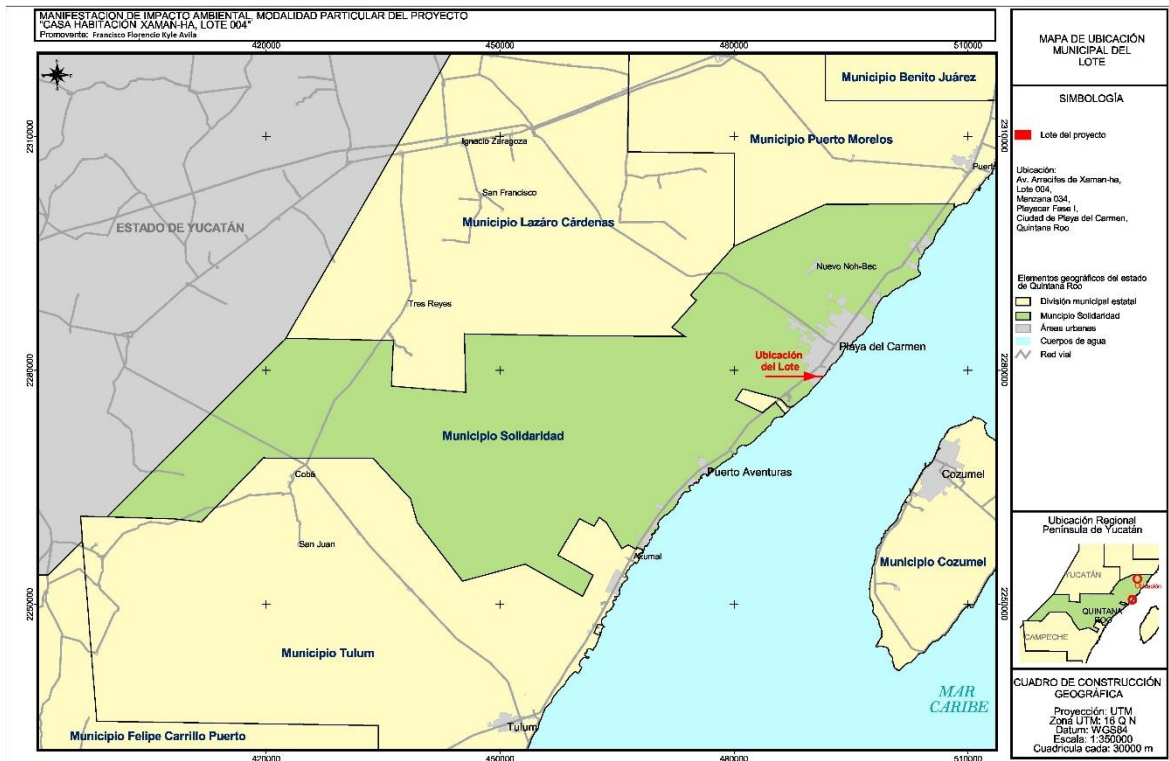 MANIFESTACION DE IMPACTO AMBIENTAL, MODALIDAD PARTICULAR DEL PROYECTO
"CASA HABITACION XAMAN-HA, LOTE 004"
Promovente: Francisco Florencio Kyle Avila
420000
450000
480000
510000
MAPA DE UBICACIÓN
MUNICIPAL DEL
LOTE
SIMBOLOGÍA
Lote del proyecto
Ubicación:
Av. Arrecifes de Xaman-ha,
Lote 004,
Manzana 034,
Playacar Fase I,
Ciudad de Playa del Carmen,
Quintana Roo
Elementos geográficos del estado
de Quintana Roo
División municipal estatal
Muncipio Solidaridad
Áreas urbanas
Cuerpos de agua
Red vial
Ubicación Regional
Península de Yucatán
YUCATÁN
Ubicación
QUINTANA
ROO
CAMPECHE
CUADRO DE CONSTRUCCIÓN
GEOGRÁFICA
Proyección: UTM
Zona UTM: 16 Q N
Datum: WGS84
Escala: 1:350000
Cuadricula cada: 30000 m
Municipio Benito Juárez
2310000
2310000
Municipio Puerto Morelos
Ignacio Zaragoza
Puerto
San Francisco
Municipio Lazáro Cárdenas
ESTADO DE YUCATÁN
Nuevo Noh-Bec
Tres Reyes
Playa del Carmen
Ubicación
del Lote
2280000
2280000
Municipio Solidaridad
Cobá
Puerto Aventuras
Cozumel
San Juan
Akumal
Municipio Cozumel
2250000
2250000
Municipio Tulum
MAR
CARIBE
Tulum
Municipio Felipe Carrillo Puerto
420000
450000
480000
510000